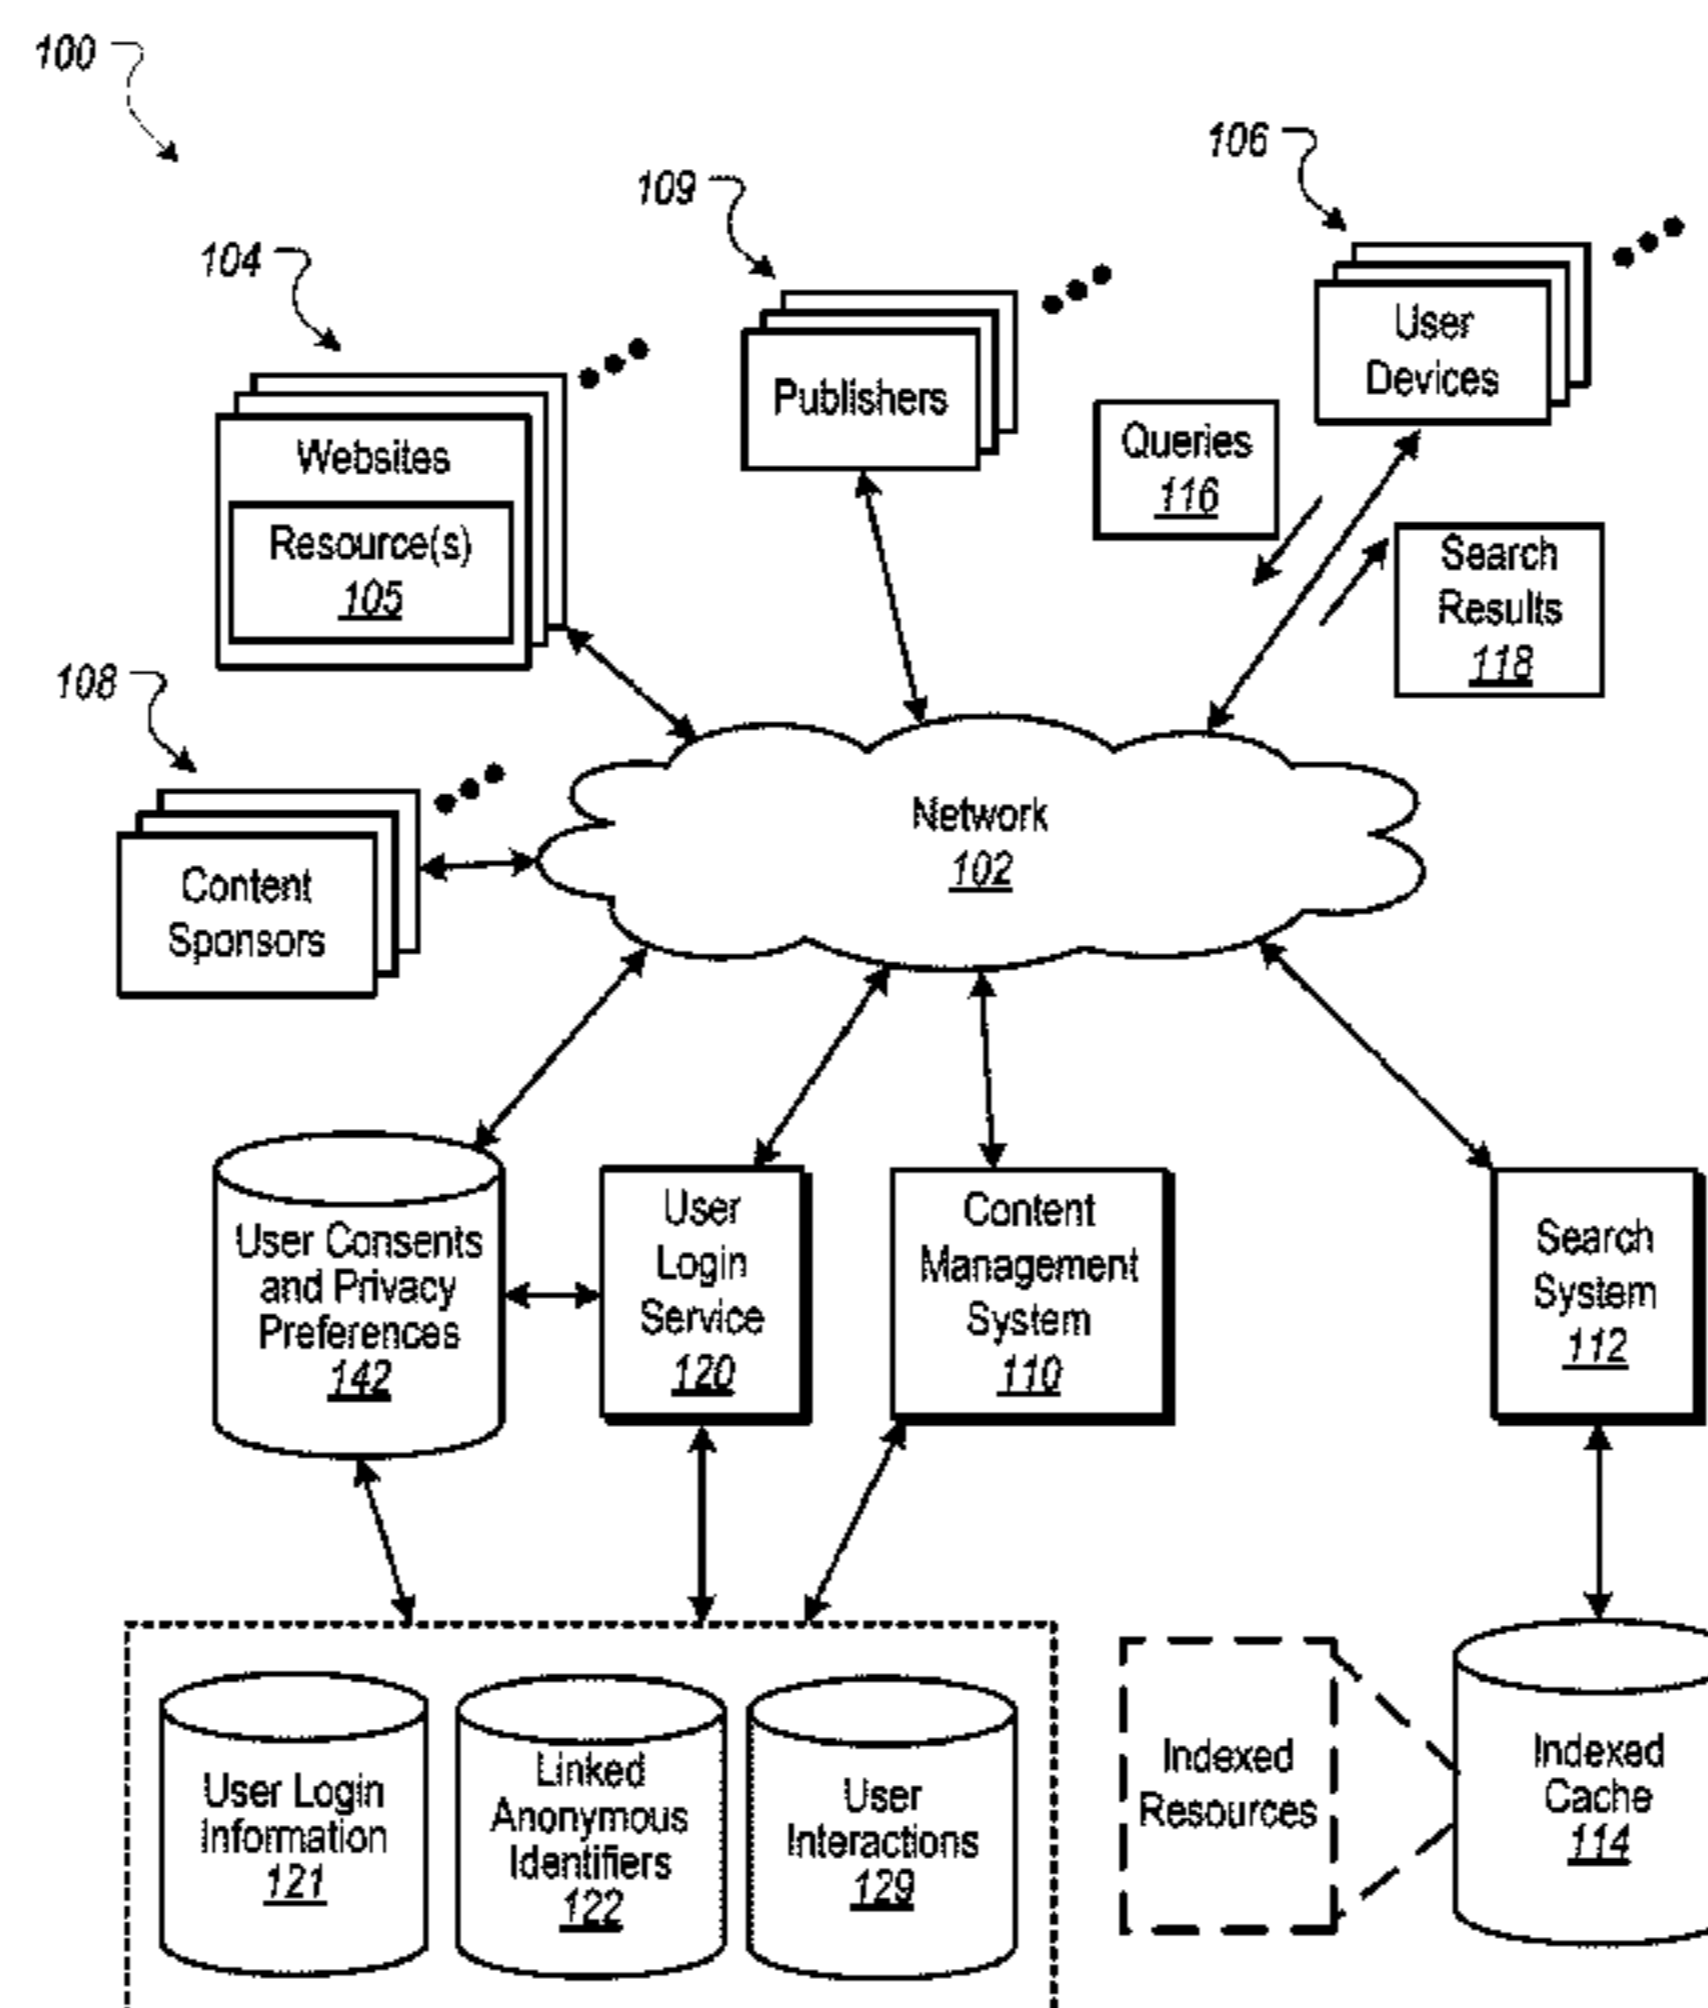 100
106
109
104
User
Devices
Publishers
Queries
116
Websites
Resource(s)
105
Search
Results
118
108
Network
102
Content
Sponsors
User Consents
and Privacy
Preferences
142
User
Login
Service
120
Content
Management
System
110
Search
System
112
User Login
Information
121
Linked
Anonymous
Identifiers
122
User
Interactions
129
Indexed
Resources
Indexed
Cache
114